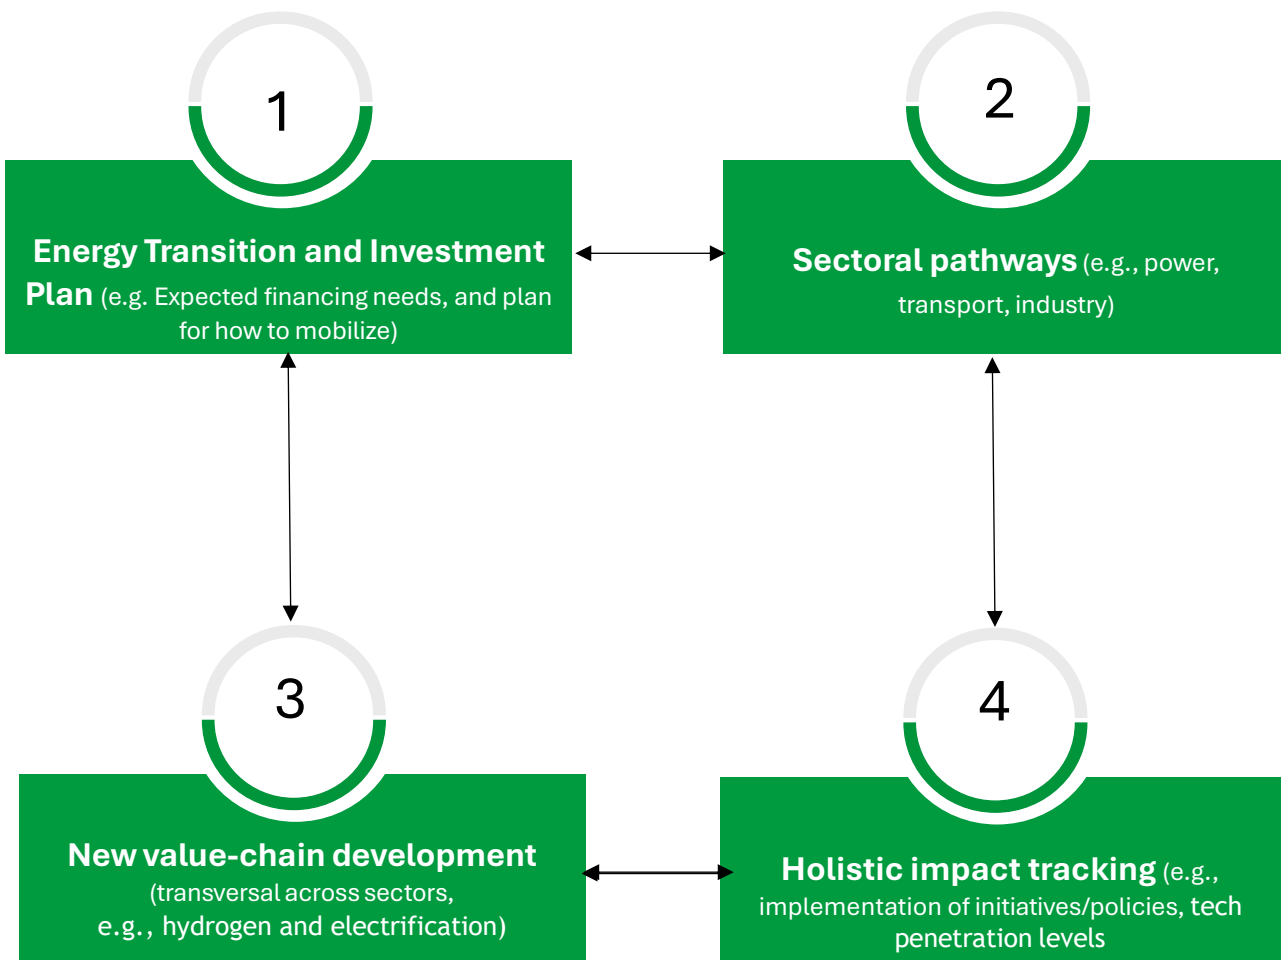 1
Energy Transition and Investment
Plan (e.g. Expected financing needs, and plan
for how to mobilize)
2
Sectoral pathways (e.g., power,
transport, industry)
3
New value-chain development
(transversal across sectors,
e.g., hydrogen and electrification)
4
Holistic impact tracking (e.g.,
implementation of initiatives/policies, tech
penetration levels